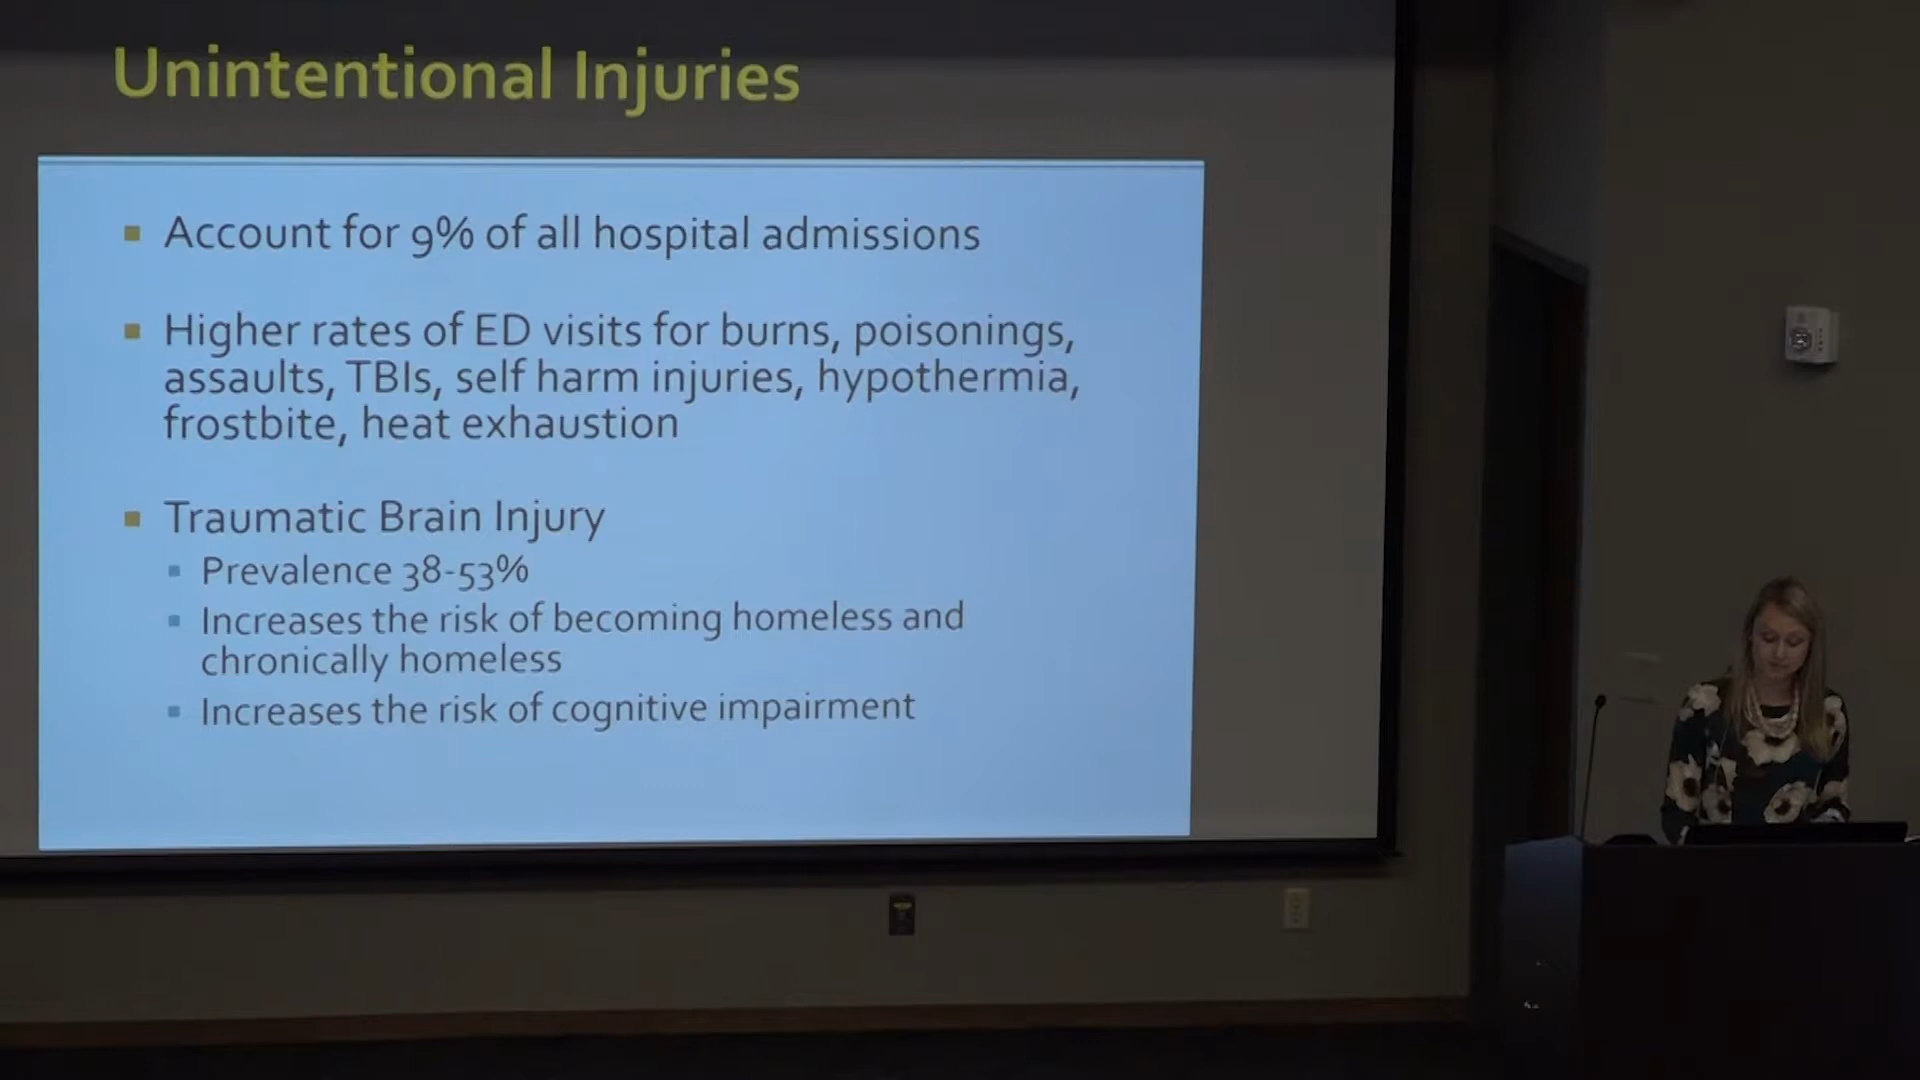 Unintentional Injuries
Account for 9% of all hospital admissions
Higher rates of ED visits for burns, poisonings,
assaults, TBIs, self harm injuries, hypothermia,
frostbite, heat exhaustion
Traumatic Brain Injury
Prevalence 38-53%
Increases the risk of becoming homeless and
chronically homeless
Increases the risk of cognitive impairment